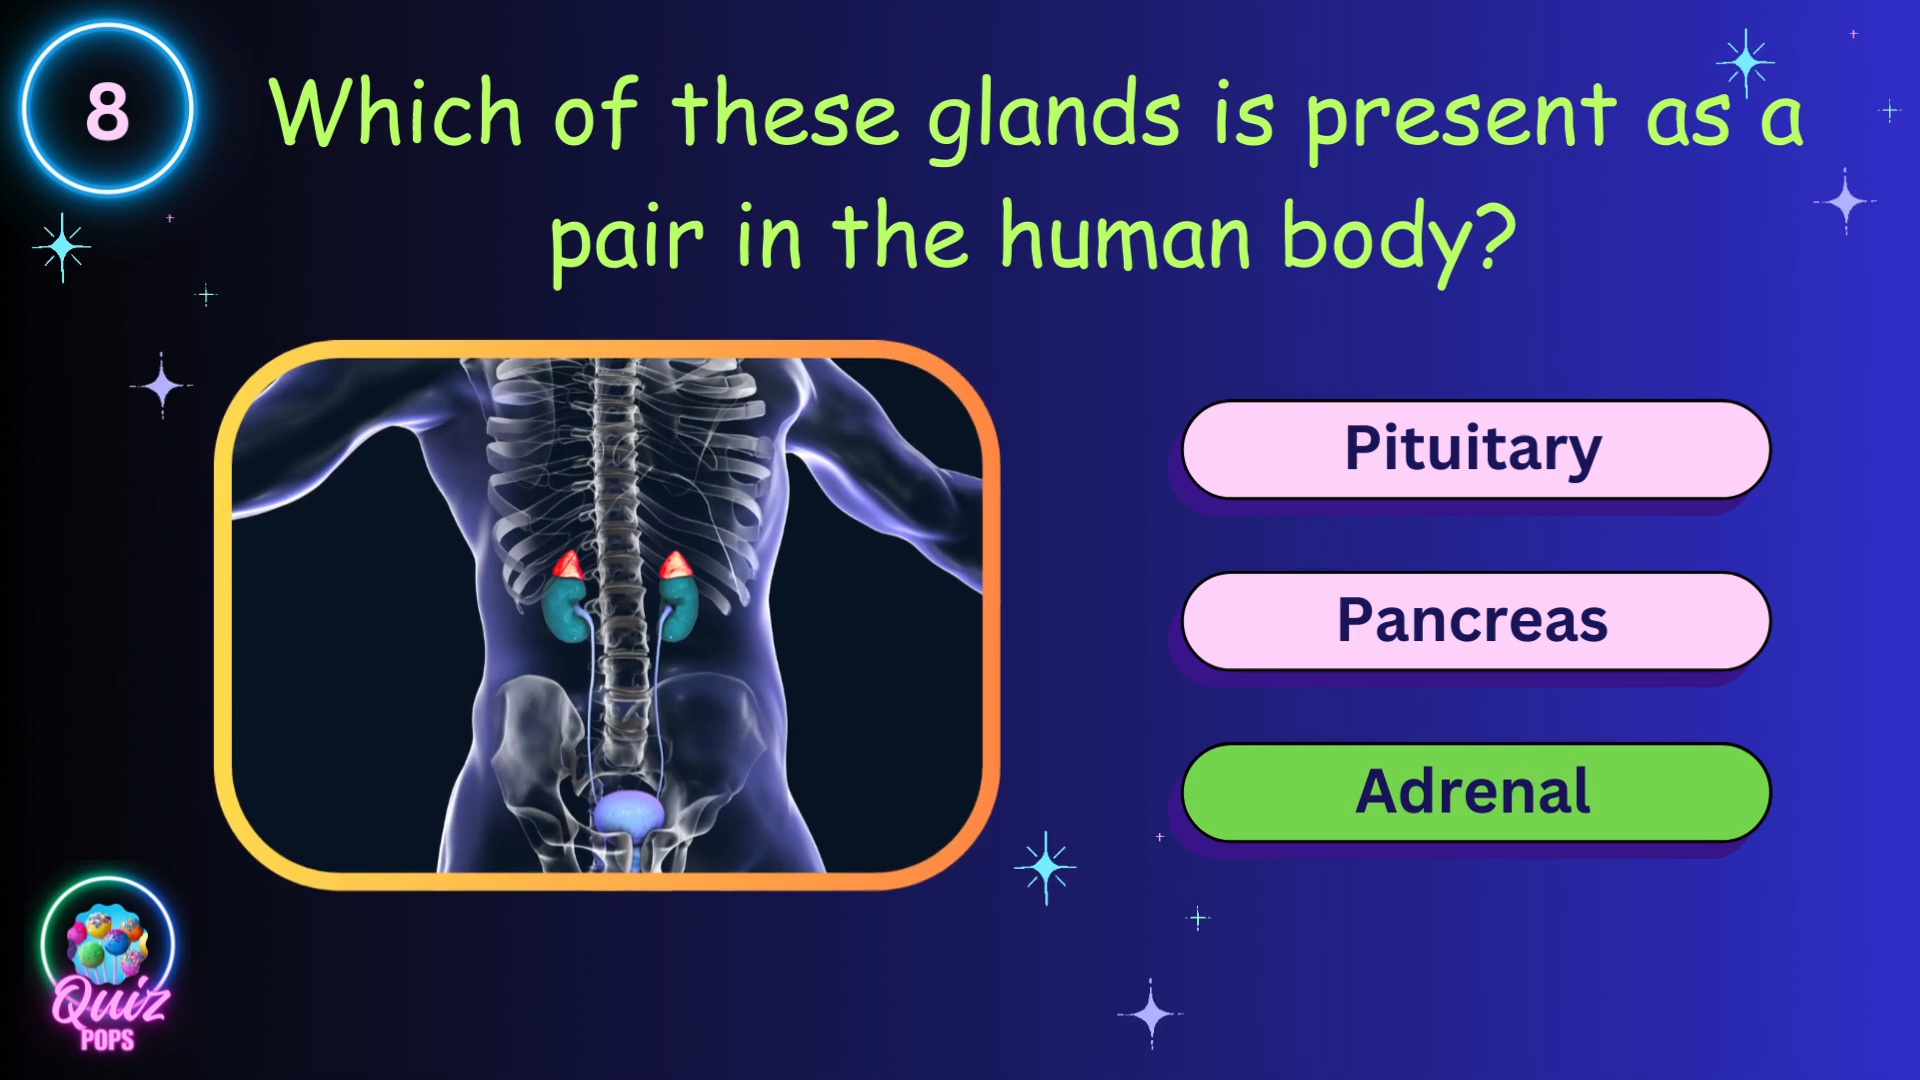 8
Which of these glands is present as a
pair in the human body?
Pituitary
Pancreas
Adrenal
Quiz
POPS